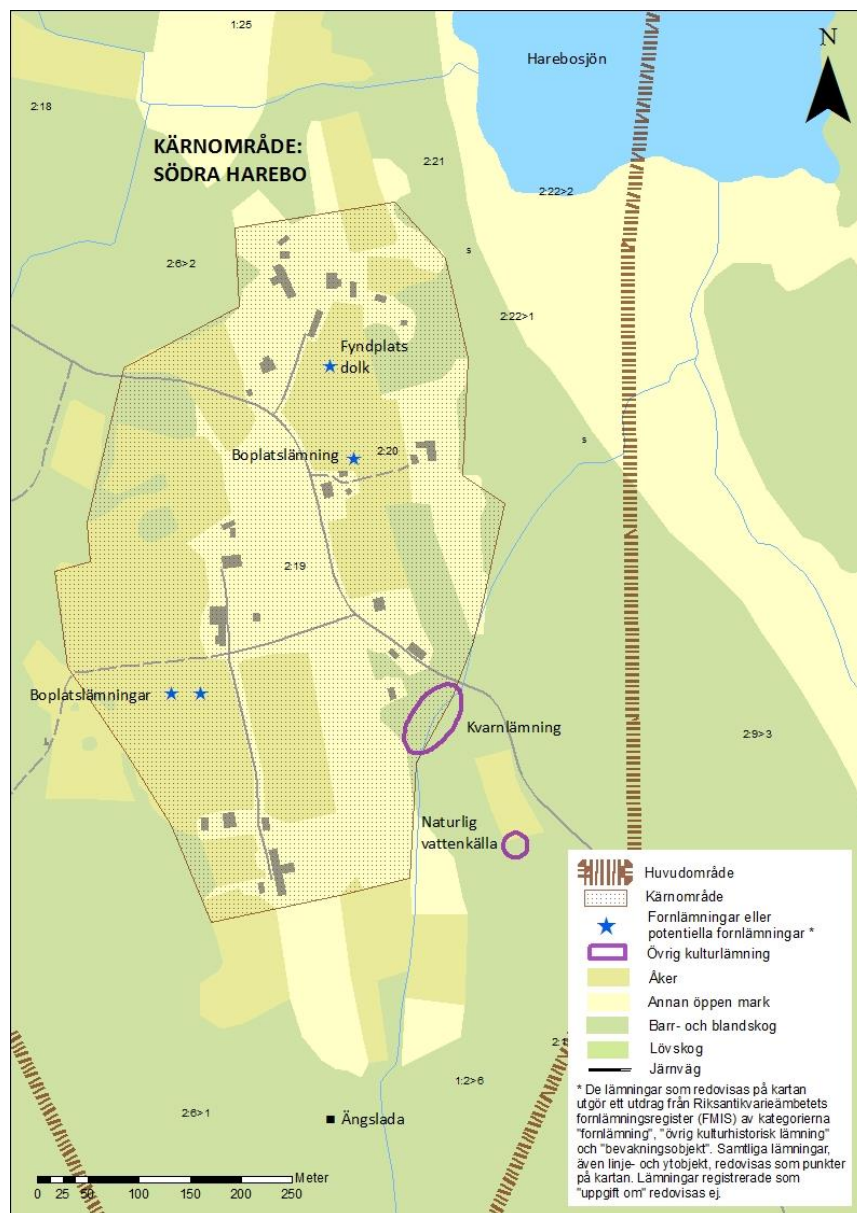 1:25
Harebosjön
N
2:18
KÄRNOMRÅDE:
SÖDRA HAREBO
2:21
2:22>2
2:6>2
s
2:22>1
Fyndplats
dolk
s
Boplatslämning
2:20
2:19
Boplatslämningar
Kvarnlämning
2:9>3
Naturlig
vattenkälla
Huvudområde
Kärnområde
Fornlämningar eller
potentiella fornlämningar *
Övrig kulturlämning
Åker
Annan öppen mark
Barr- och blandskog
Lövskog
Järnväg
1:2>6
2:6>1
Ängslada
* De lämningar som redovisas på kartan
utgör ett utdrag från Riksantikvarieämbetets
fornlämningsregister (FMIS) av kategorierna
"fornlämning", "övrig kulturhistorisk lämning"
och "bevakningsobjekt". Samtliga lämningar,
även linje- och ytobjekt, redovisas som punkter
på kartan. Lämningar registrerade som
"uppgift om" redovisas ej.
Meter
0 25 50 100 150 200 250